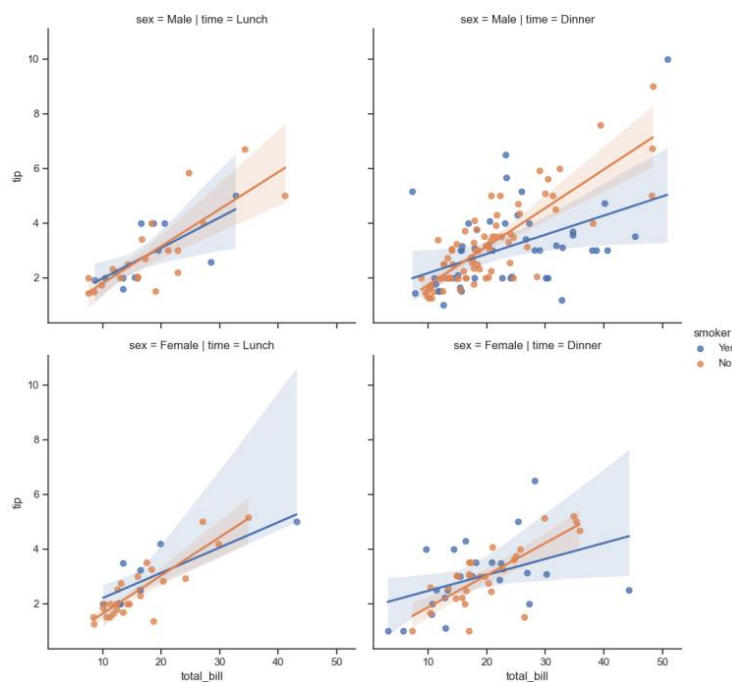 sex = Male | time = Lunch
sex = Male | time = Dinner
10
8
6
4
2
tip
sex = Female | time = Lunch
sex = Female | time = Dinner
smoker
Yes
No
10
8
6
4
2
tip
10
20
30
40
50
10
20
30
40
50
total_bill
total_bill